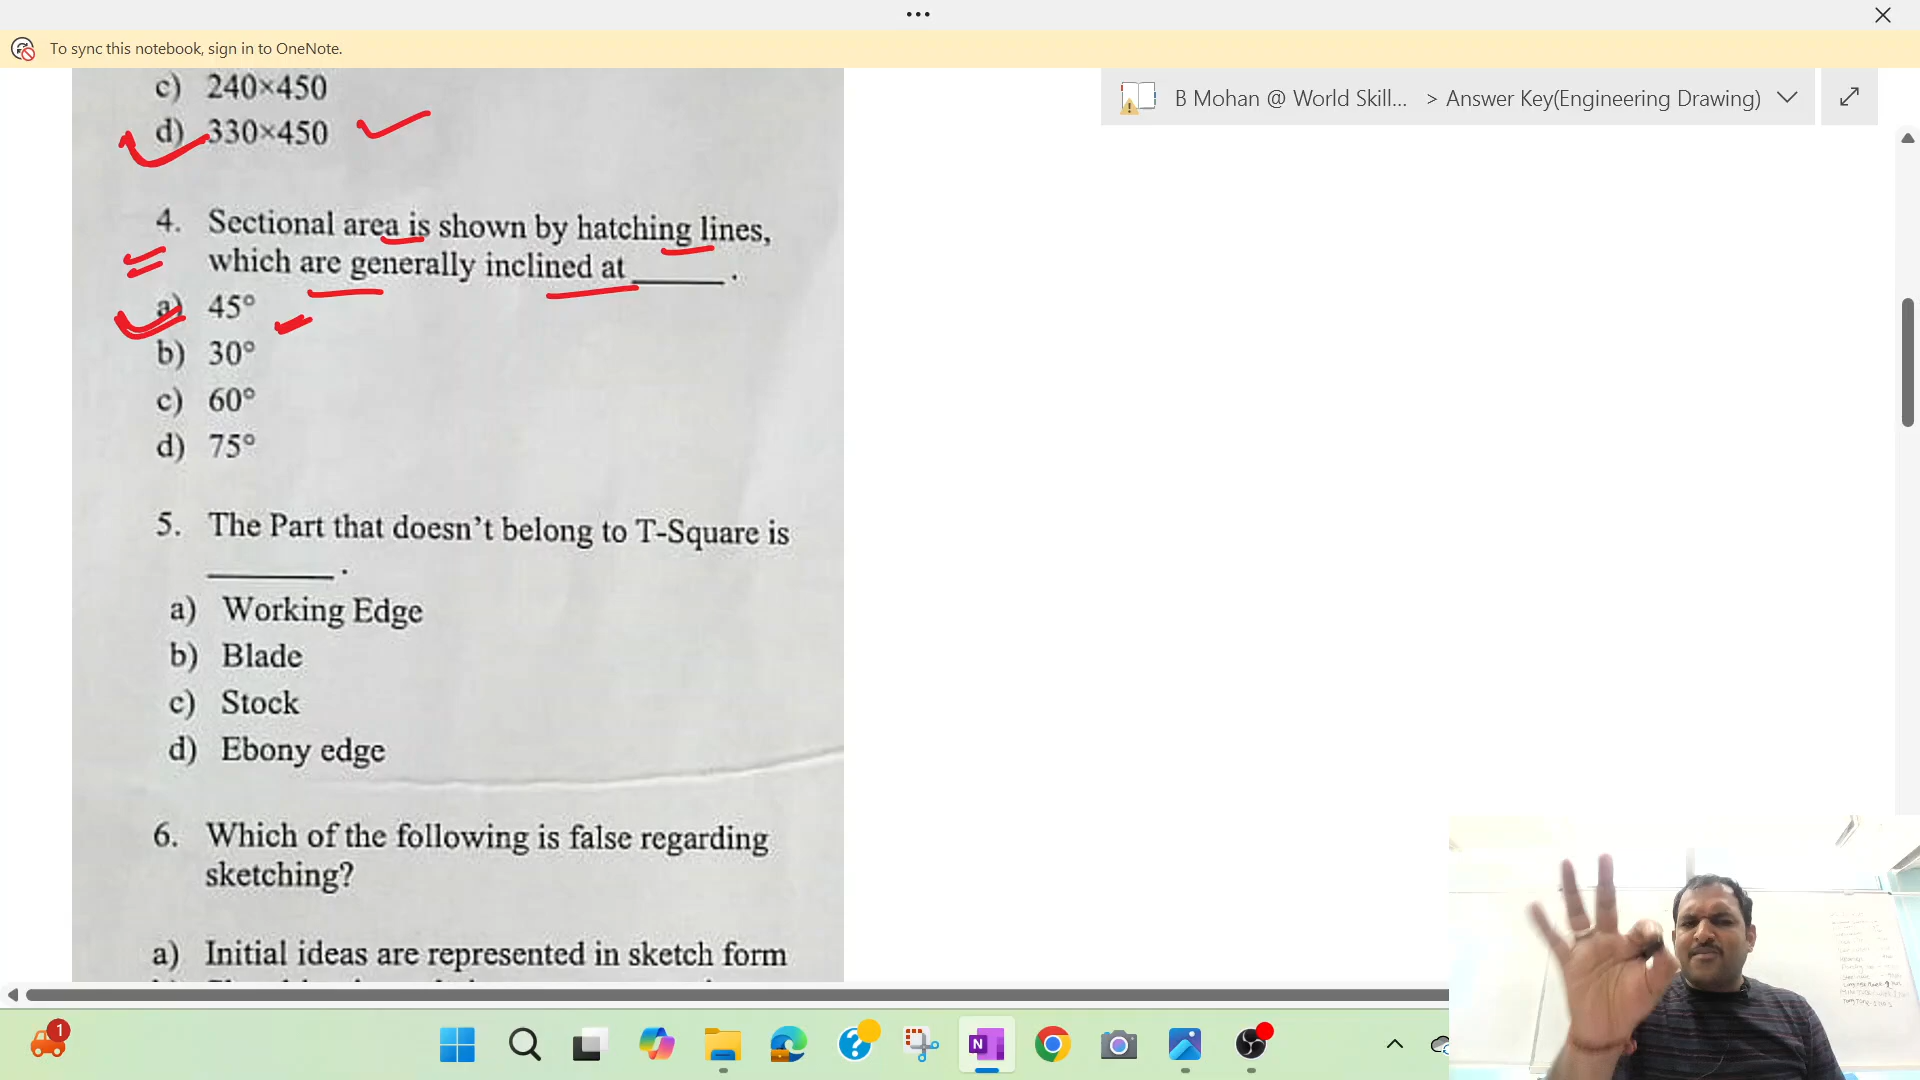 To sync this notebook, sign in to OneNote.
B Mohan @ World Skill... > Answer Key(Engineering Drawing)
c) 240×450
d) 330×450
4. Sectional area is shown by hatching lines,
which are generally inclined at ______ .
a) 45°
b) 30°
c) 60°
d) 75°
5. The Part that doesn't belong to T-Square is
________ .
a) Working Edge
b) Blade
c) Stock
d) Ebony edge
6. Which of the following is false regarding
sketching?
a) Initial ideas are represented in sketch form
1